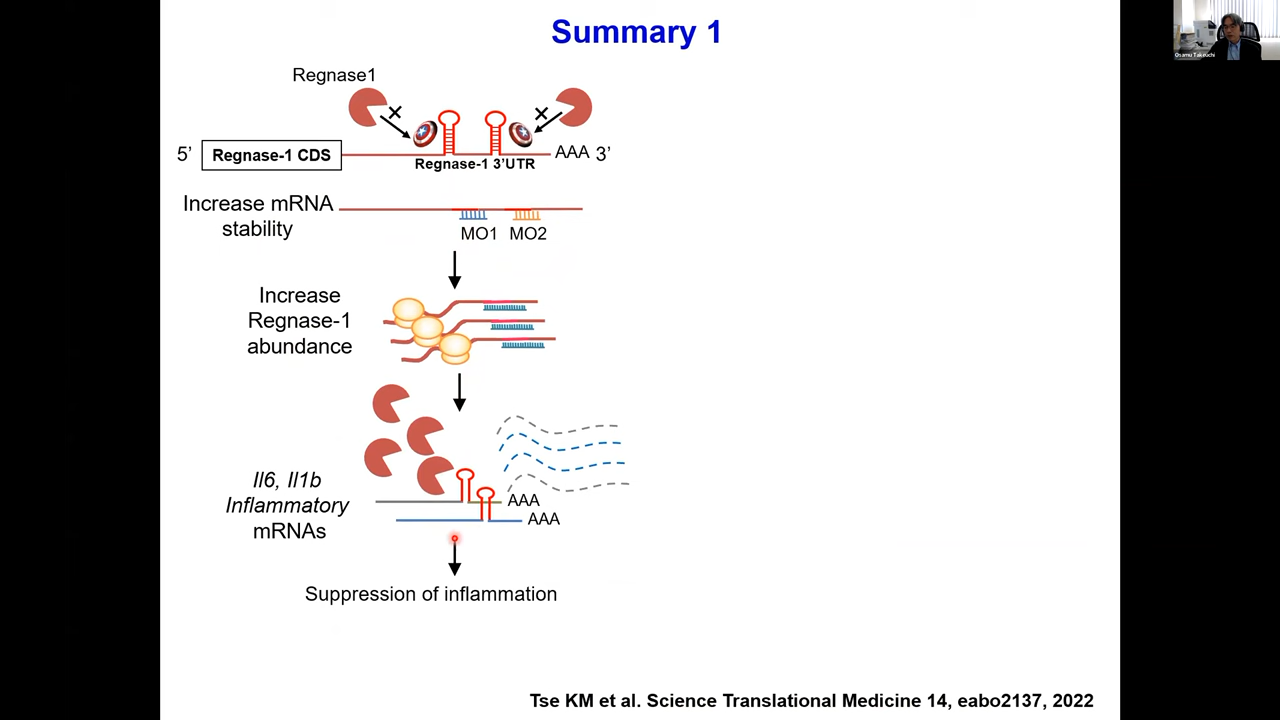 Summary 1
Osamu Takeuchi
Regnase1
5’
Regnase-1 CDS
Regnase-1 3’UTR
AAA 3’
Increase mRNA
stability
MO1 MO2
Increase
Regnase-1
abundance
Il6, Il1b
Inflammatory
mRNAs
AAA
AAA
Suppression of inflammation
Tse KM et al. Science Translational Medicine 14, eabo2137, 2022